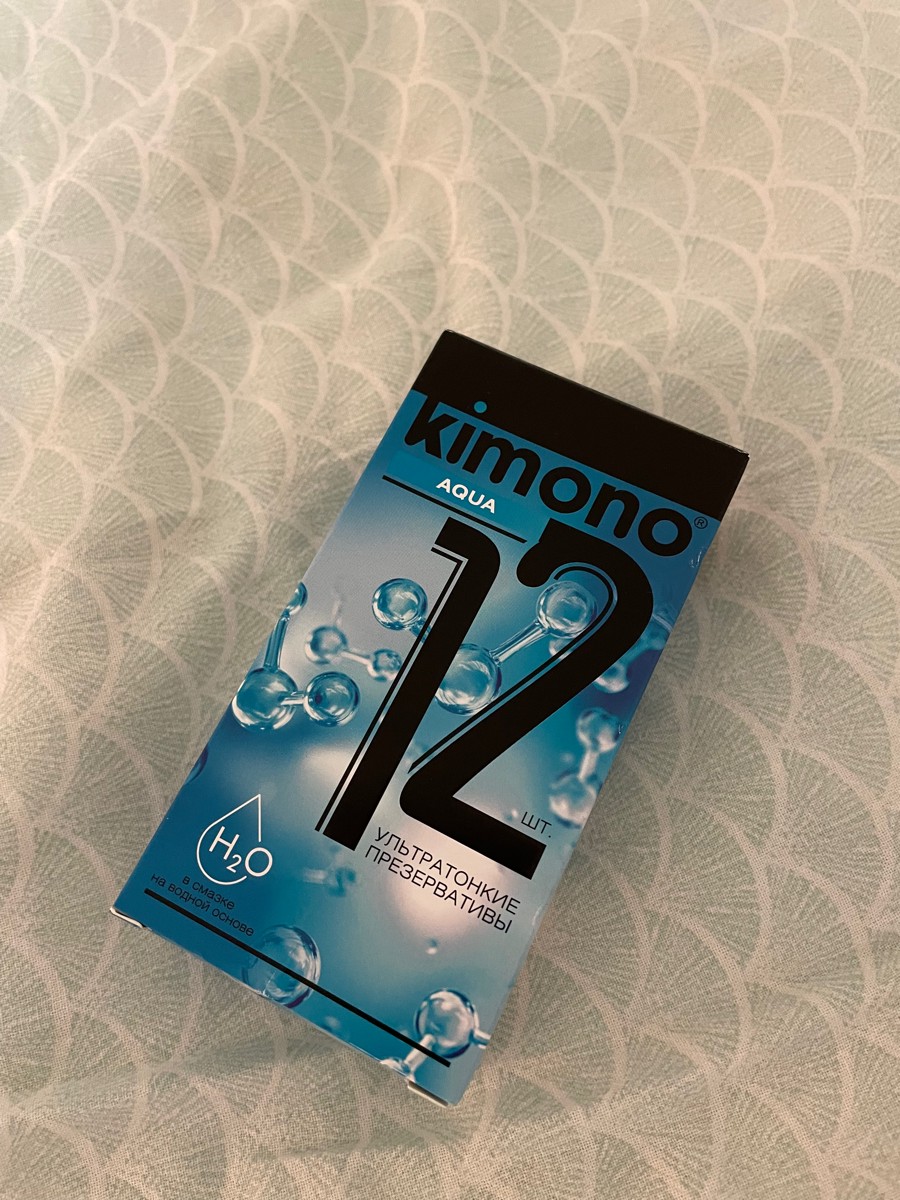 kimono®
AQUA
12
шт.
УЛЬТРАТОНКИЕ
ПРЕЗЕРВАТИВЫ
H₂O
в смазке
на водной основе